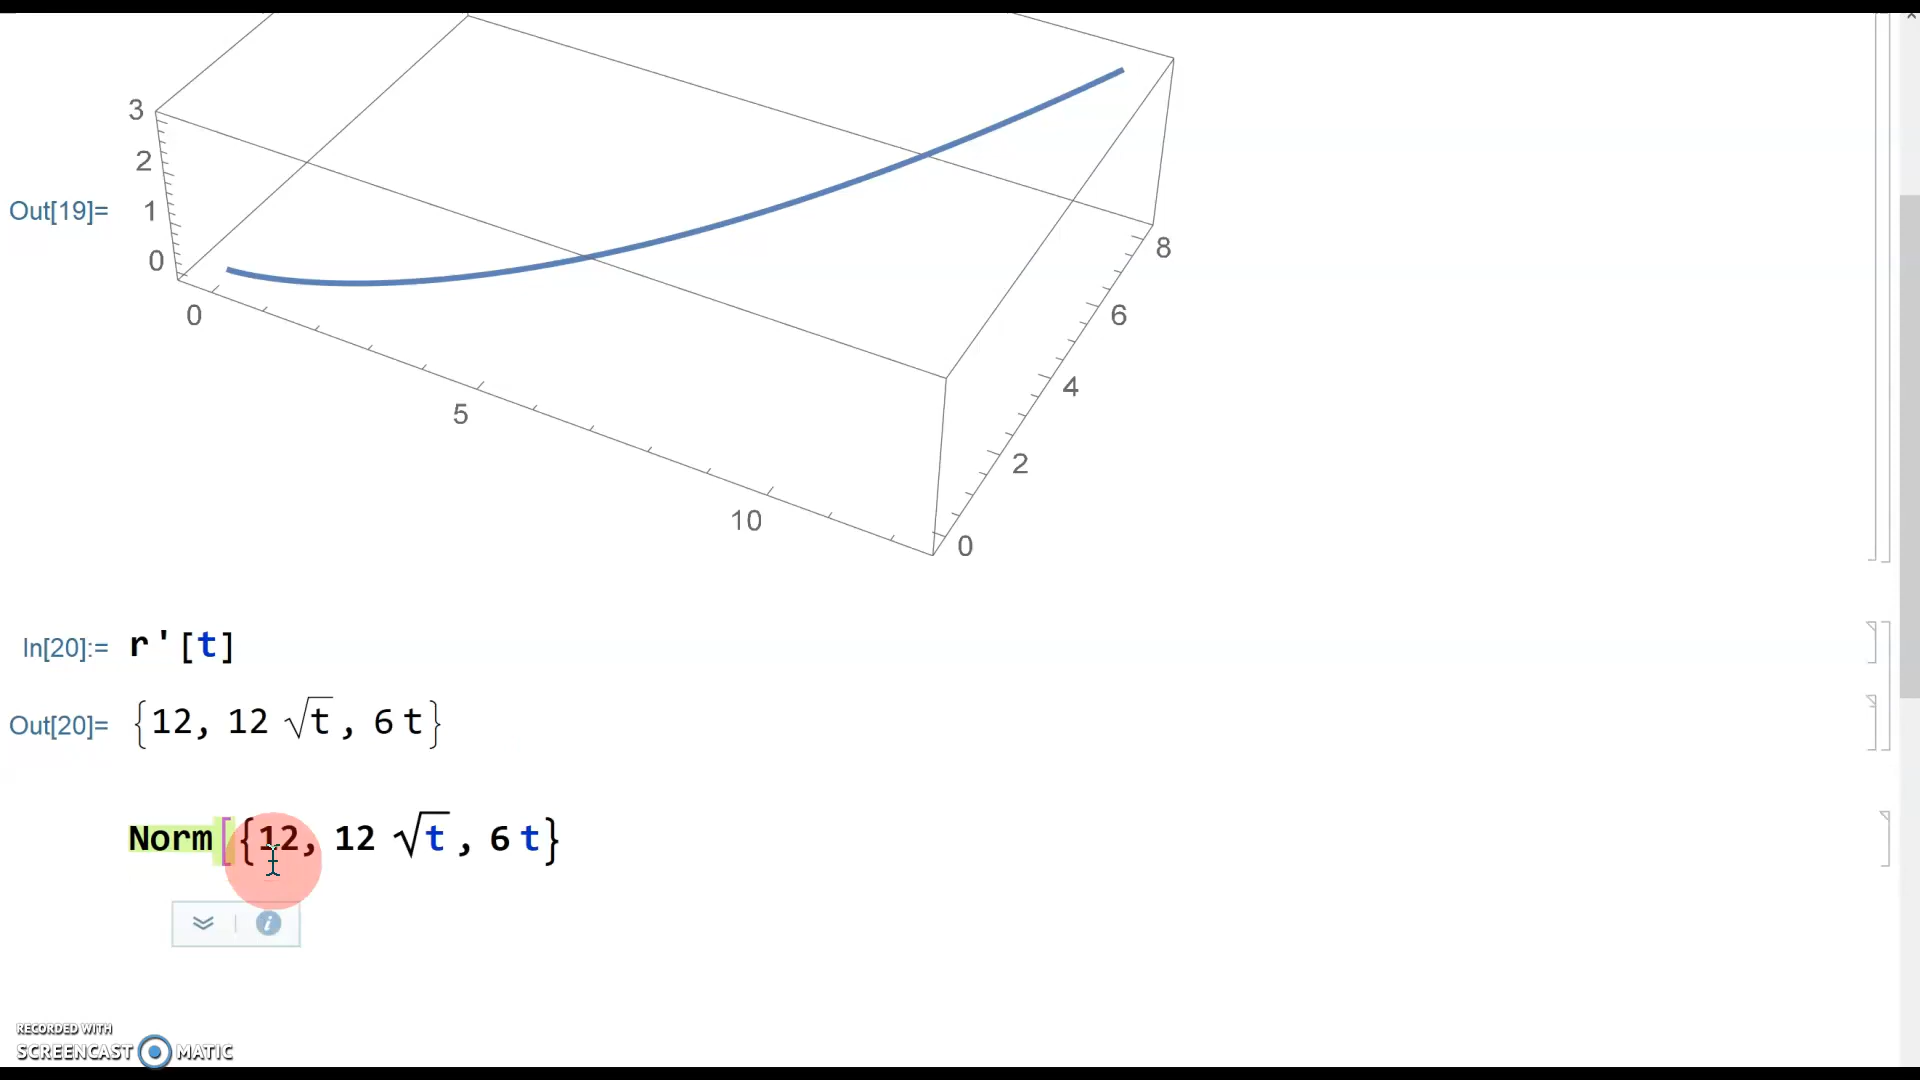 3
2
1
0
Out[19]=
0
5
10
0
2
4
6
8
In[20]:= r'[t]
Out[20]= {12, 12 √t, 6 t}
Norm[{12, 12 √t, 6 t}
i
RECORDED WITH
SCREENCAST MATIC